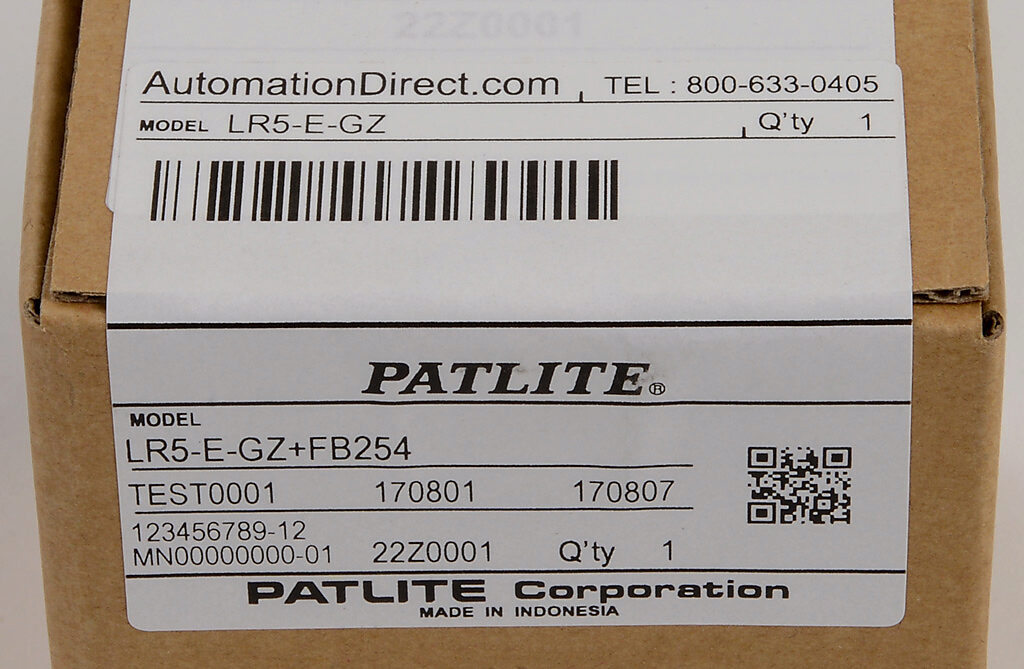 22Z0001
AutomationDirect.com TEL : 800-633-0405
MODEL LR5-E-GZ Q'ty 1
PATLITE®
MODEL
LR5-E-GZ+FB254
TEST0001 170801 170807
123456789-12
MN00000000-01 22Z0001 Q'ty 1
PATLITE Corporation
MADE IN INDONESIA